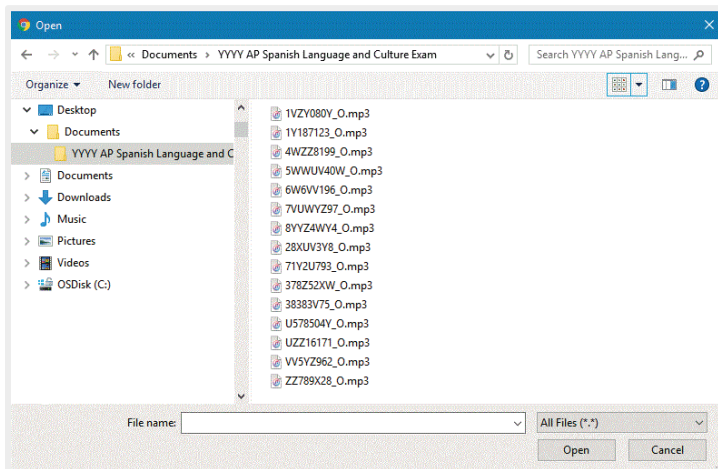 Open
« Documents › YYYY AP Spanish Language and Culture Exam
Search YYYY AP Spanish Lang...
Organize
New folder
Desktop
Documents
YYYY AP Spanish Language and C
Documents
Downloads
Music
Pictures
Videos
OSDisk (C:)
1VZY080Y_O.mp3
1Y187123_O.mp3
4WZZ8199_O.mp3
5WWUV40W_O.mp3
6W6VV196_O.mp3
7VUWYZ97_O.mp3
8YYZ4WY4_O.mp3
28XUV3Y8_O.mp3
71Y2U793_O.mp3
378Z52XW_O.mp3
38383V75_O.mp3
U578504Y_O.mp3
UZZ16171_O.mp3
VV5YZ962_O.mp3
ZZ789X28_O.mp3
File name:
All Files (*.*)
Open
Cancel